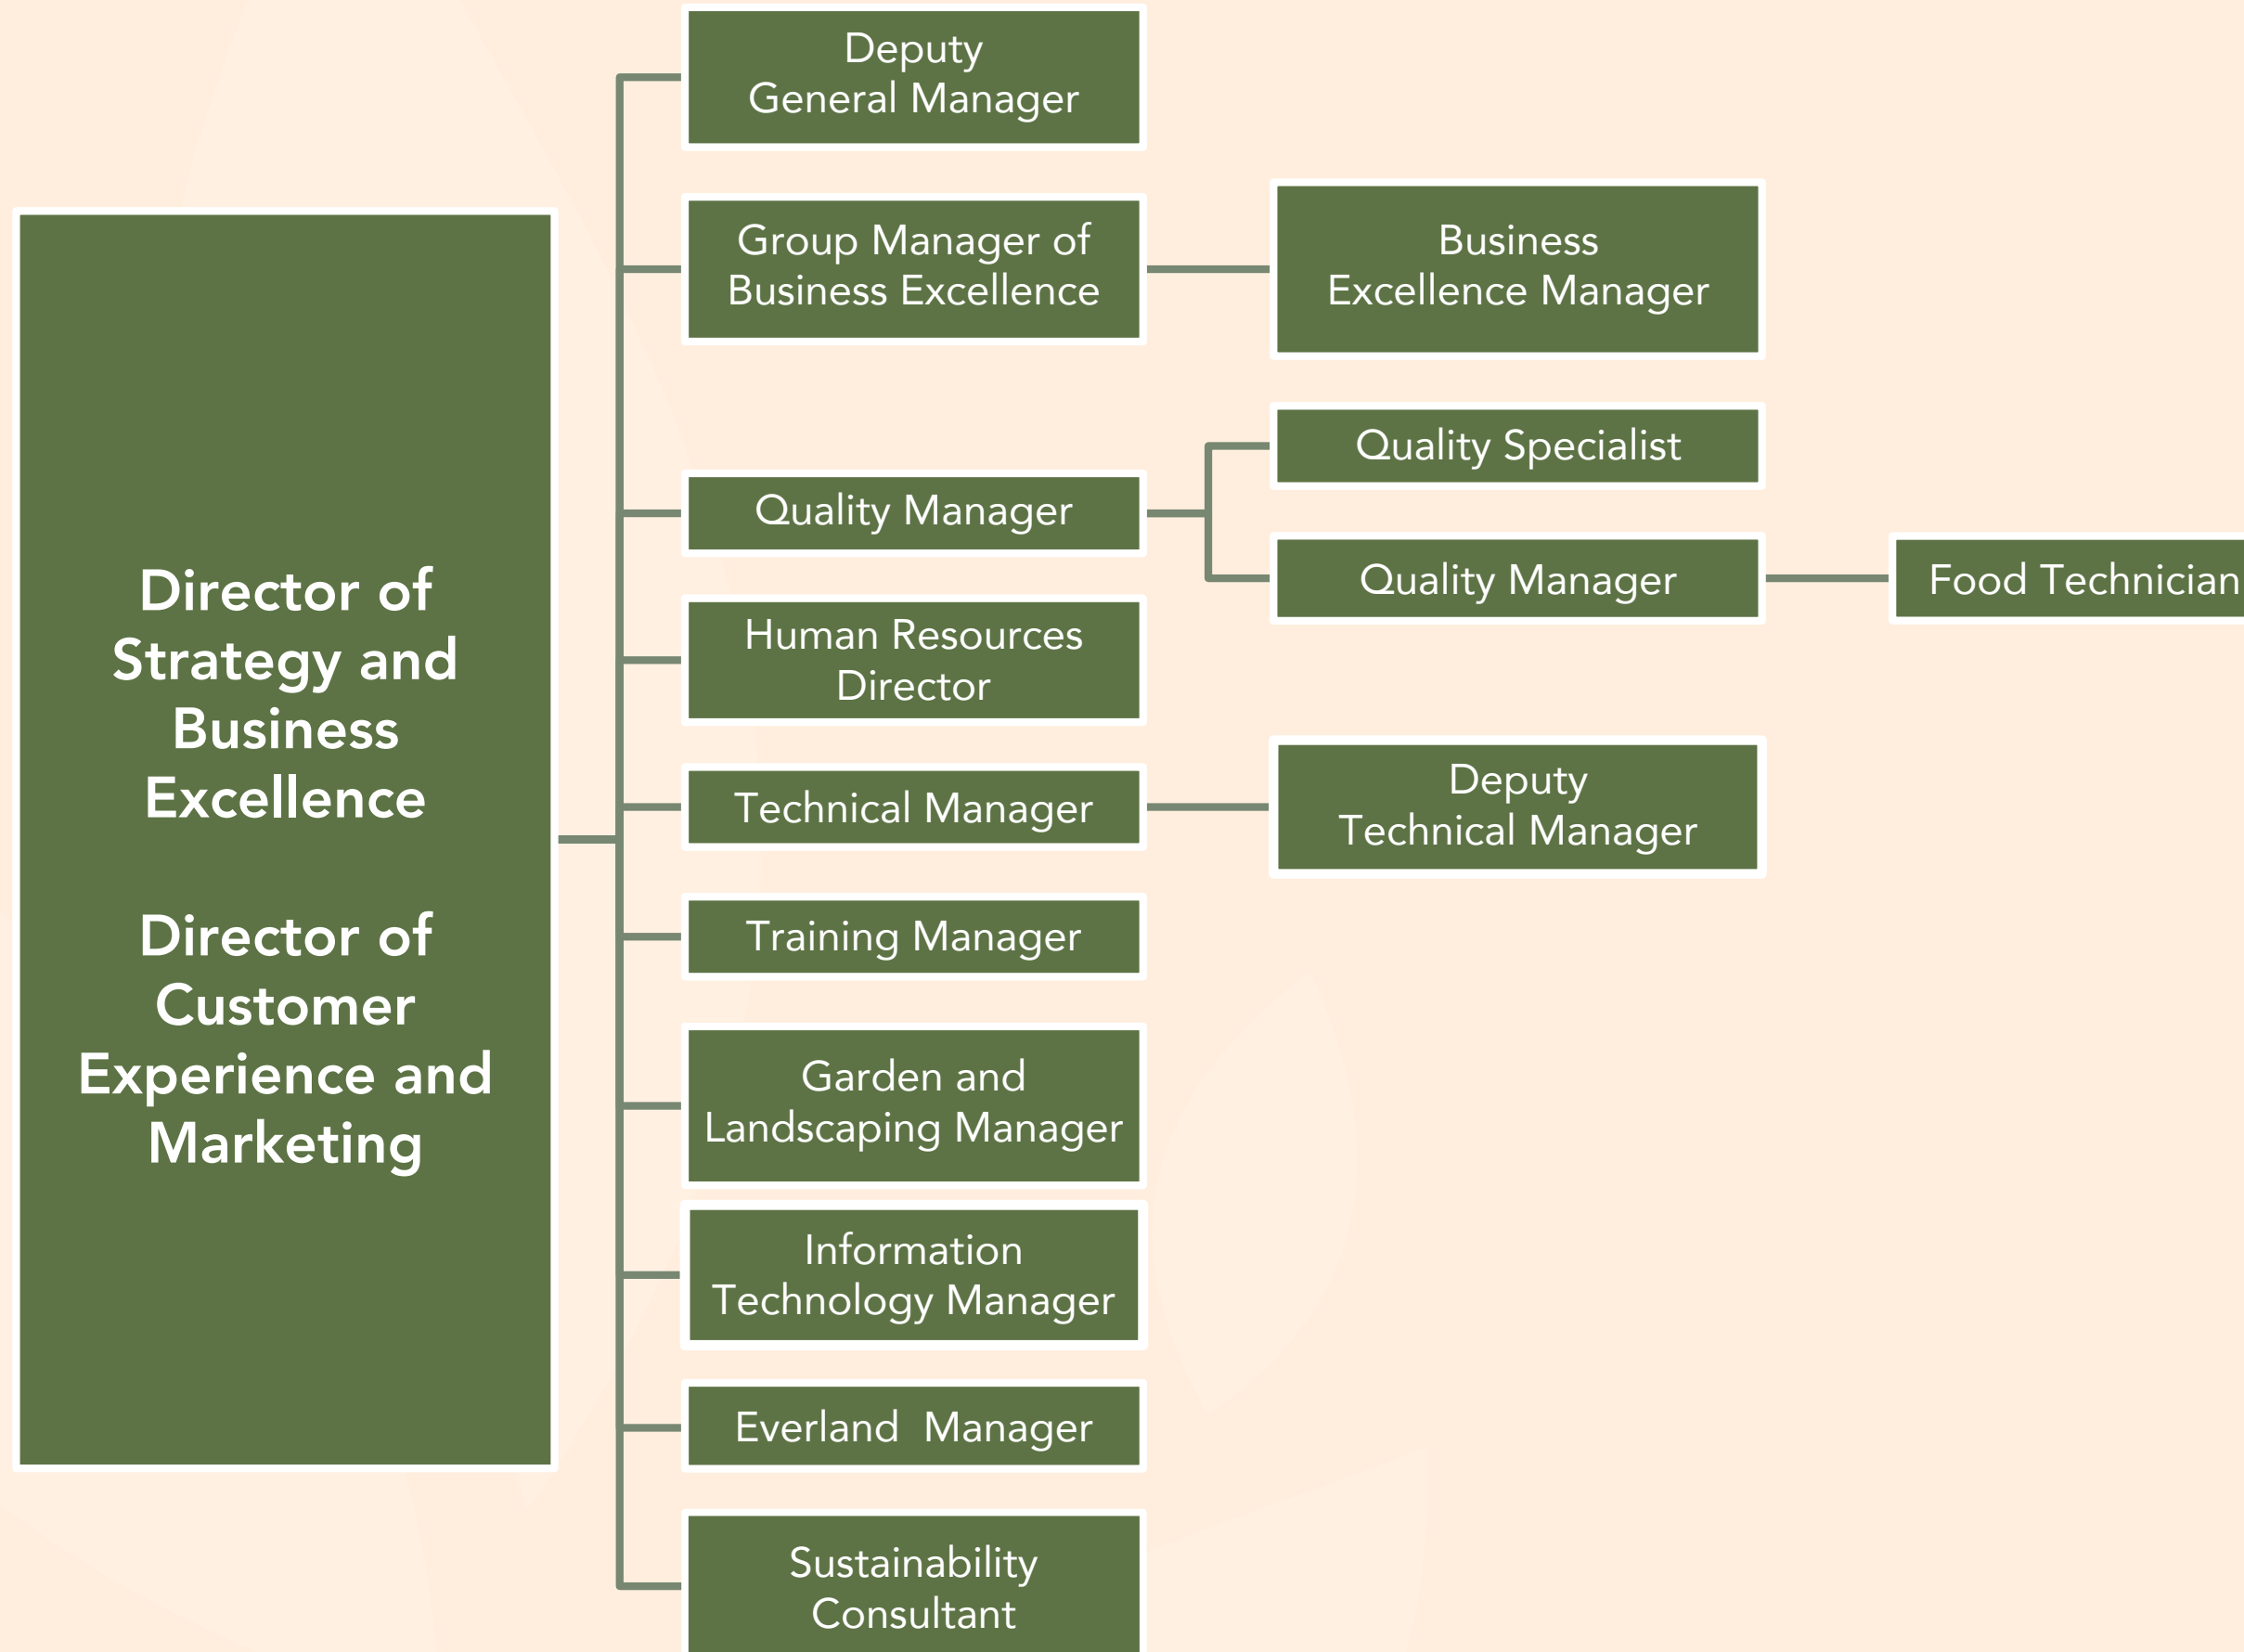 Director of
Strategy and
Business
Excellence
Director of
Customer
Experience and
Marketing
Deputy
General Manager
Group Manager of
Business Excellence
Business
Excellence Manager
Quality Manager
Quality Specialist
Quality Manager
Food Technician
Human Resources
Director
Technical Manager
Deputy
Technical Manager
Training Manager
Garden and
Landscaping Manager
Information
Technology Manager
Everland  Manager
Sustainability
Consultant